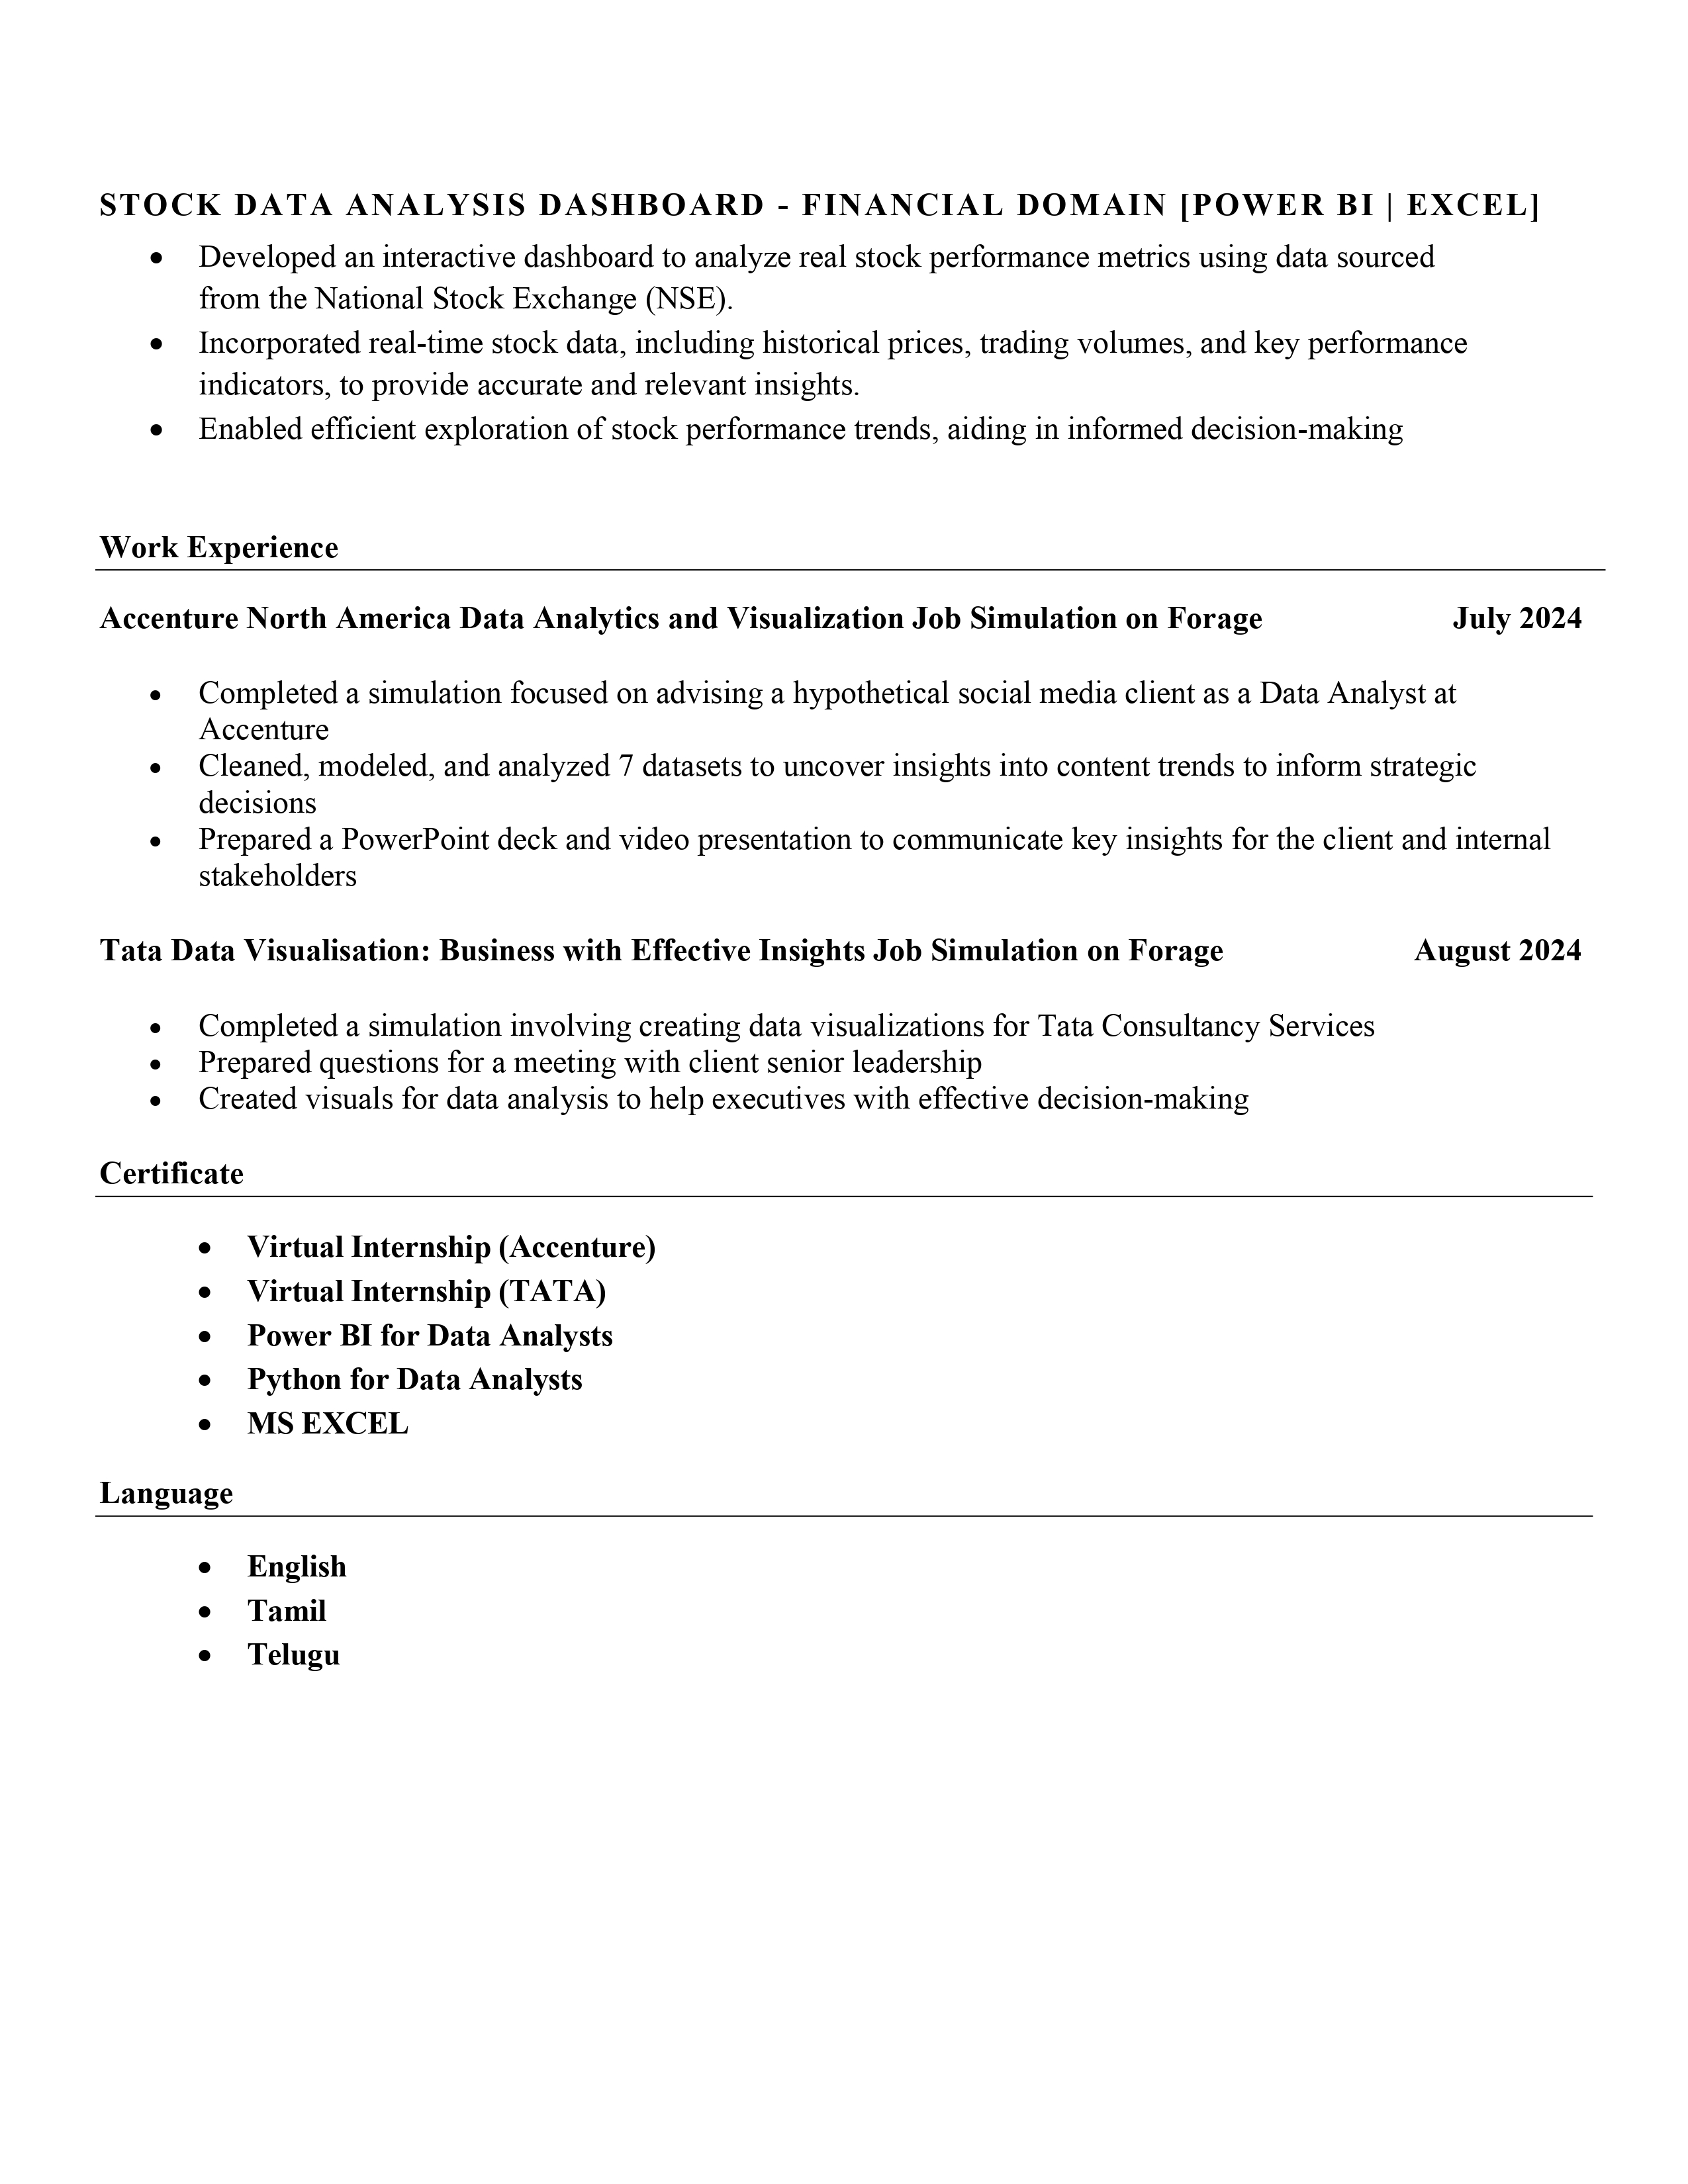 STOCK DATA ANALYSIS DASHBOARD - FINANCIAL DOMAIN [POWER BI | EXCEL]
• Developed an interactive dashboard to analyze real stock performance metrics using data sourced
from the National Stock Exchange (NSE).
• Incorporated real-time stock data, including historical prices, trading volumes, and key performance
indicators, to provide accurate and relevant insights.
• Enabled efficient exploration of stock performance trends, aiding in informed decision-making
Work Experience
Accenture North America Data Analytics and Visualization Job Simulation on Forage July 2024
• Completed a simulation focused on advising a hypothetical social media client as a Data Analyst at
Accenture
• Cleaned, modeled, and analyzed 7 datasets to uncover insights into content trends to inform strategic
decisions
• Prepared a PowerPoint deck and video presentation to communicate key insights for the client and internal
stakeholders
Tata Data Visualisation: Business with Effective Insights Job Simulation on Forage August 2024
• Completed a simulation involving creating data visualizations for Tata Consultancy Services
• Prepared questions for a meeting with client senior leadership
• Created visuals for data analysis to help executives with effective decision-making
Certificate
• Virtual Internship (Accenture)
• Virtual Internship (TATA)
• Power BI for Data Analysts
• Python for Data Analysts
• MS EXCEL
Language
• English
• Tamil
• Telugu